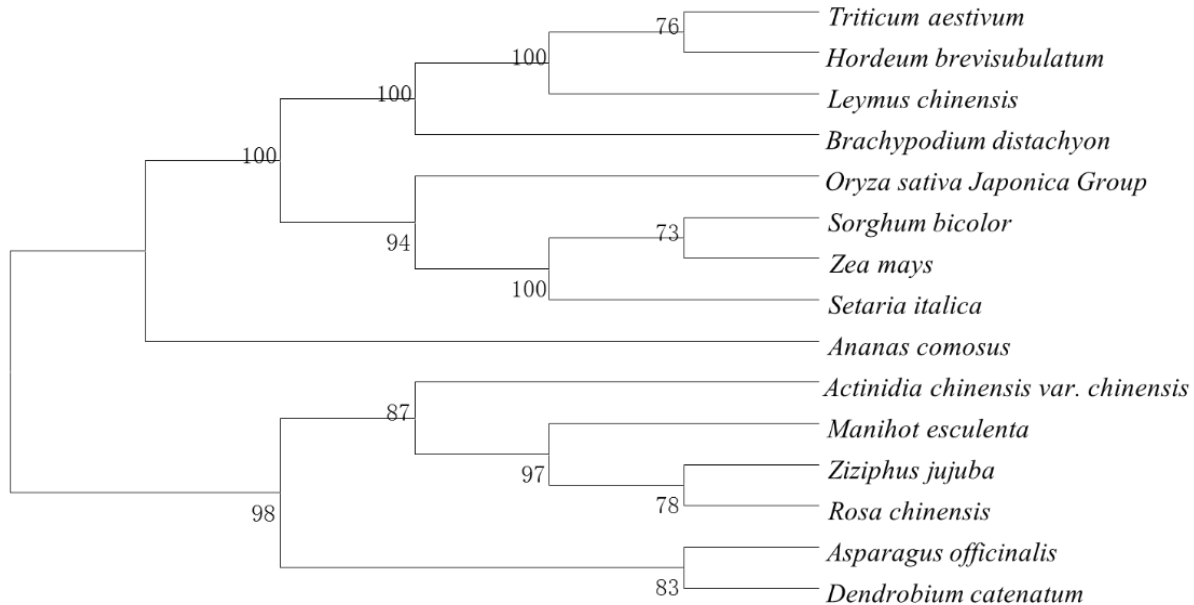 76
Triticum aestivum
100
Hordeum brevisubulatum
100
Leymus chinensis
100
Brachypodium distachyon
Oryza sativa Japonica Group
94
73
Sorghum bicolor
Zea mays
100
Setaria italica
Ananas comosus
87
Actinidia chinensis var. chinensis
Manihot esculenta
97
Ziziphus jujuba
78
Rosa chinensis
98
Asparagus officinalis
83
Dendrobium catenatum